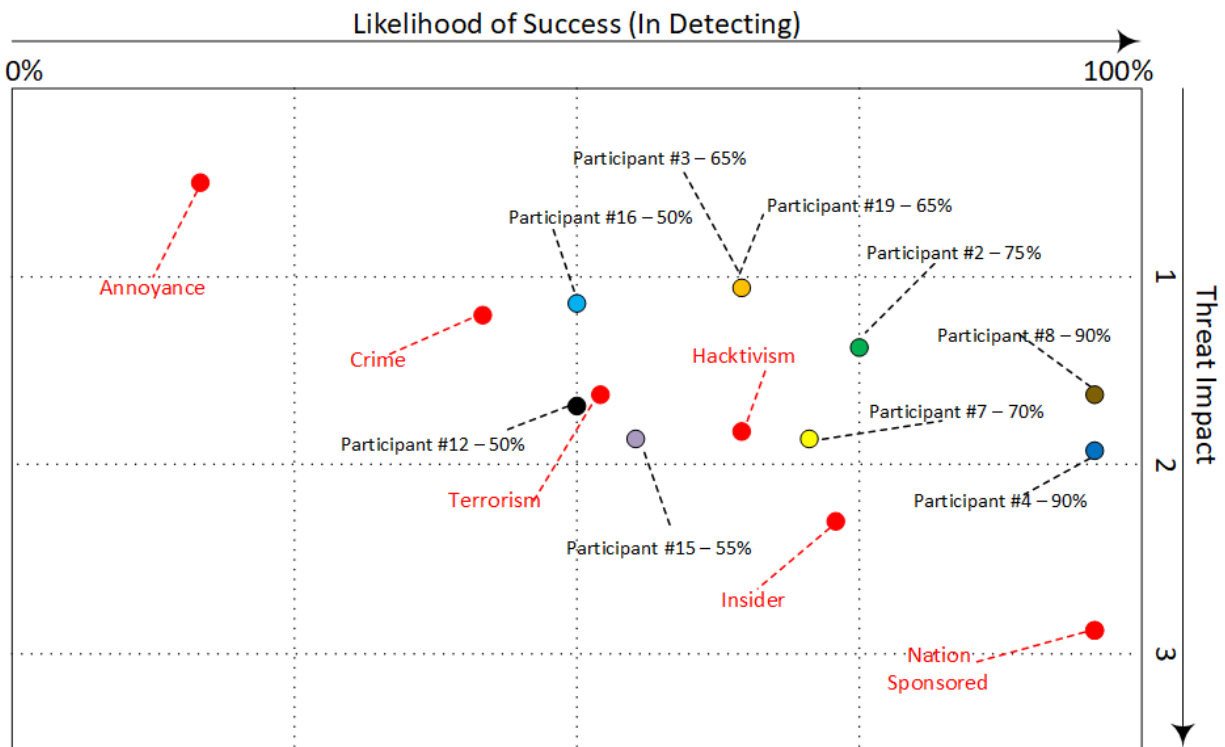 Likelihood of Success (In Detecting)
0%
100%
Participant #3 – 65%
Participant #19 – 65%
Participant #16 – 50%
Participant #2 – 75%
1
Annoyance
Threat Impact
Participant #8 – 90%
Crime
Hacktivism
Participant #7 – 70%
Participant #12 – 50%
2
Terrorism
Participant #4 – 90%
Participant #15 – 55%
Insider
3
Nation
Sponsored